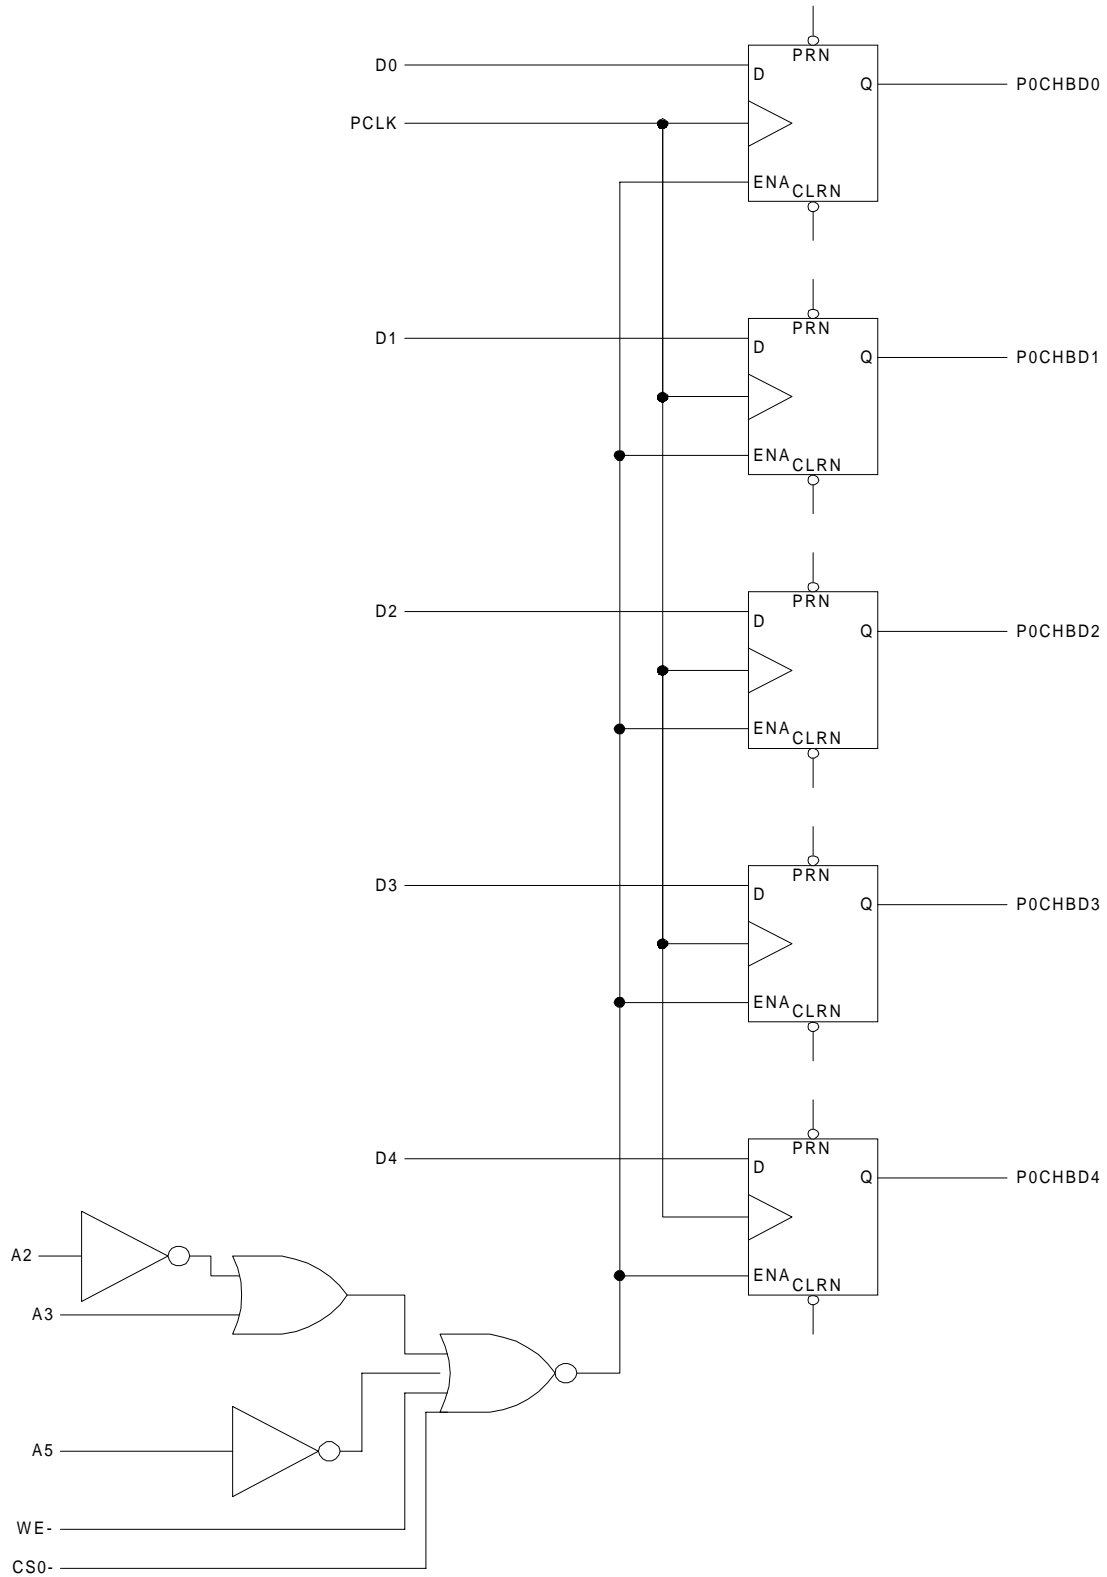 PRN
D0
D
Q
P0CHBD0
PCLK
ENA
CLRN
PRN
D1
D
Q
P0CHBD1
ENA
CLRN
PRN
D2
D
Q
P0CHBD2
ENA
CLRN
PRN
D3
D
Q
P0CHBD3
ENA
CLRN
PRN
D4
D
Q
P0CHBD4
A2
ENA
CLRN
A3
A5
WE-
CS0-